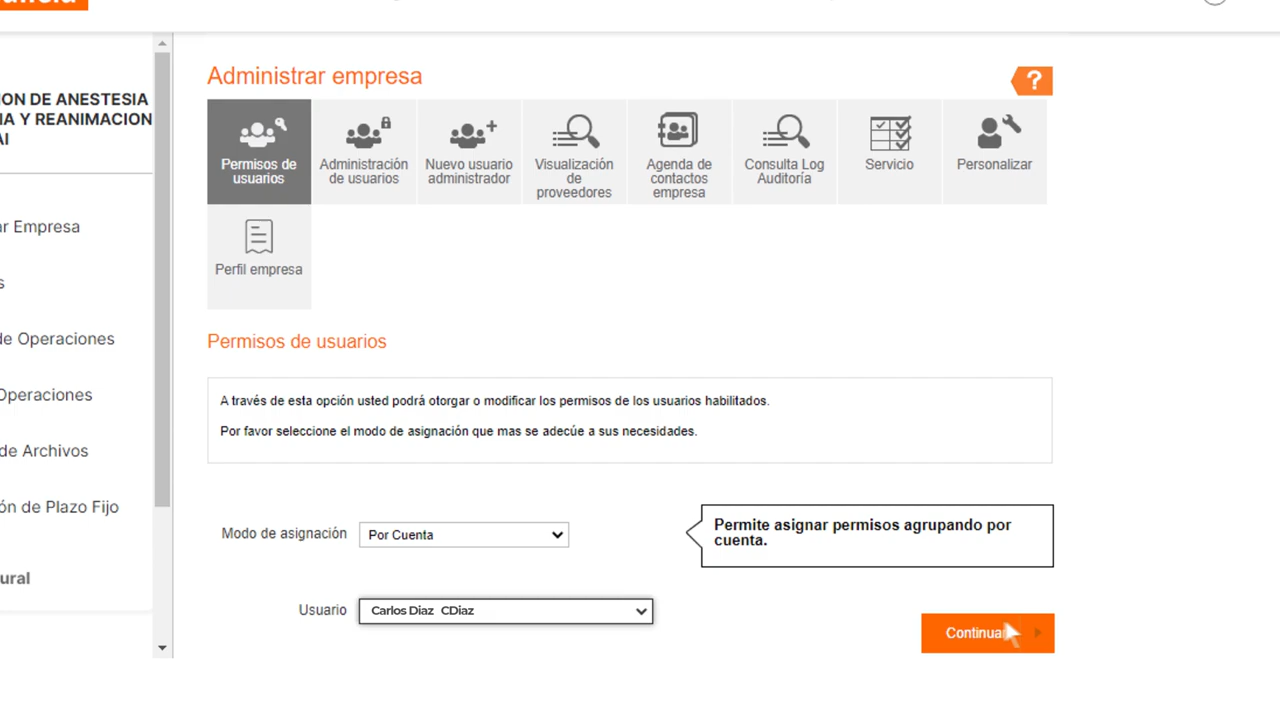 ION DE ANESTESIA
IA Y REANIMACION
AI
ar Empresa
s
de Operaciones
Operaciones
de Archivos
ón de Plazo Fijo
ural
Administrar empresa
?
Permisos de
usuarios
Administración
de usuarios
Nuevo usuario
administrador
Visualización
de
proveedores
Agenda de
contactos
empresa
Consulta Log
Auditoría
Servicio
Personalizar
Perfil empresa
Permisos de usuarios
A través de esta opción usted podrá otorgar o modificar los permisos de los usuarios habilitados.
Por favor seleccione el modo de asignación que mas se adecúe a sus necesidades.
Modo de asignación
Por Cuenta
Permite asignar permisos agrupando por
cuenta.
Usuario
Carlos Diaz CDiaz
Continua